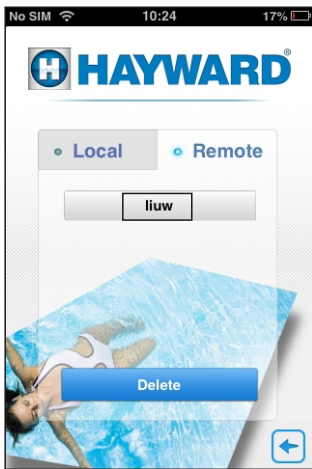 No SIM 10:24 17%
H HAYWARD®
Local Remote
liuw
Delete